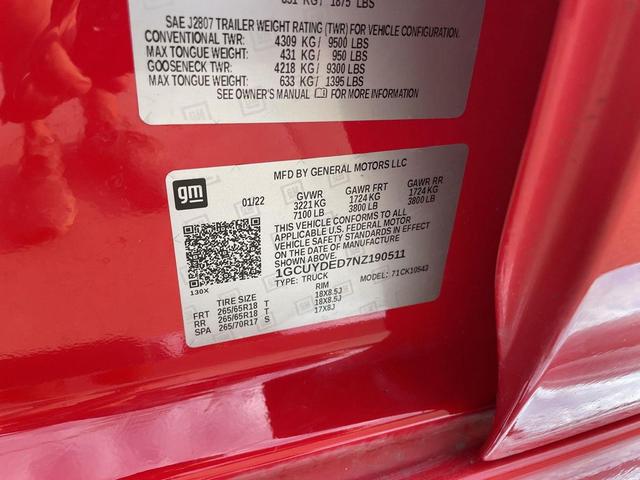 851 KG / 1875 LBS
SAE J2807 TRAILER WEIGHT RATING (TWR) FOR VEHICLE CONFIGURATION.
CONVENTIONAL TWR: 4309 KG / 9500 LBS
MAX TONGUE WEIGHT: 431 KG / 950 LBS
GOOSENECK TWR: 4218 KG / 9300 LBS
MAX TONGUE WEIGHT: 633 KG / 1395 LBS
SEE OWNER'S MANUAL FOR MORE INFORMATION
MFD BY GENERAL MOTORS LLC
gm
01/22 GVWR GAWR FRT GAWR RR
3221 KG 1724 KG 1724 KG
7100 LB 3800 LB 3800 LB
THIS VEHICLE CONFORMS TO ALL APPLICABLE
U.S. FEDERAL MOTOR
VEHICLE SAFETY STANDARDS IN EFFECT
ON THE DATE OF MANUFACTURE SHOWN ABOVE.
1GCUYDED7NZ190511
TYPE: TRUCK MODEL: 71CK10543
130X
TIRE SIZE RIM
FRT 265/65R18 T 18X8.5J
RR 265/65R18 T 18X8.5J
SPA 265/70R17 S 17X8J